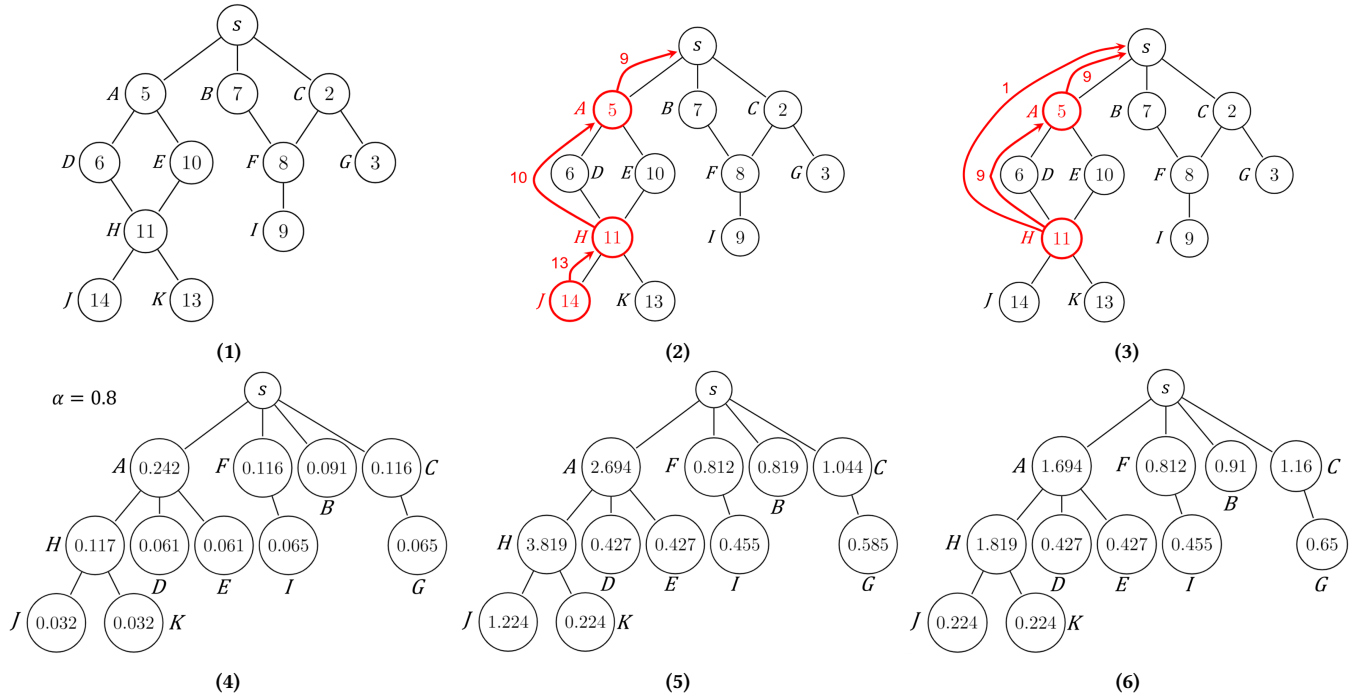 s
A 5 B 7 C 2
D 6 E 10 F 8 G 3
H 11 I 9
J 14 K 13
(1)
s
9
A 5 B 7 C 2
6 D E 10 F 8 G 3
10
H 11 I 9
13
J 14 K 13
(2)
s
1 9
A 5 B 7 C 2
6 D E 10 F 8 G 3
9
H 11 I 9
J 14 K 13
(3)
α = 0.8
s
A 0.242 F 0.116 0.091 0.116 C
B
H 0.117 0.061 0.061 0.065 0.065
D E I G
J 0.032 0.032 K
(4)
s
A 2.694 F 0.812 0.819 1.044 C
B
H 3.819 0.427 0.427 0.455 0.585
D E I G
J 1.224 0.224 K
(5)
s
A 1.694 F 0.812 0.91 1.16 C
B
H 1.819 0.427 0.427 0.455 0.65
D E I G
J 0.224 0.224 K
(6)